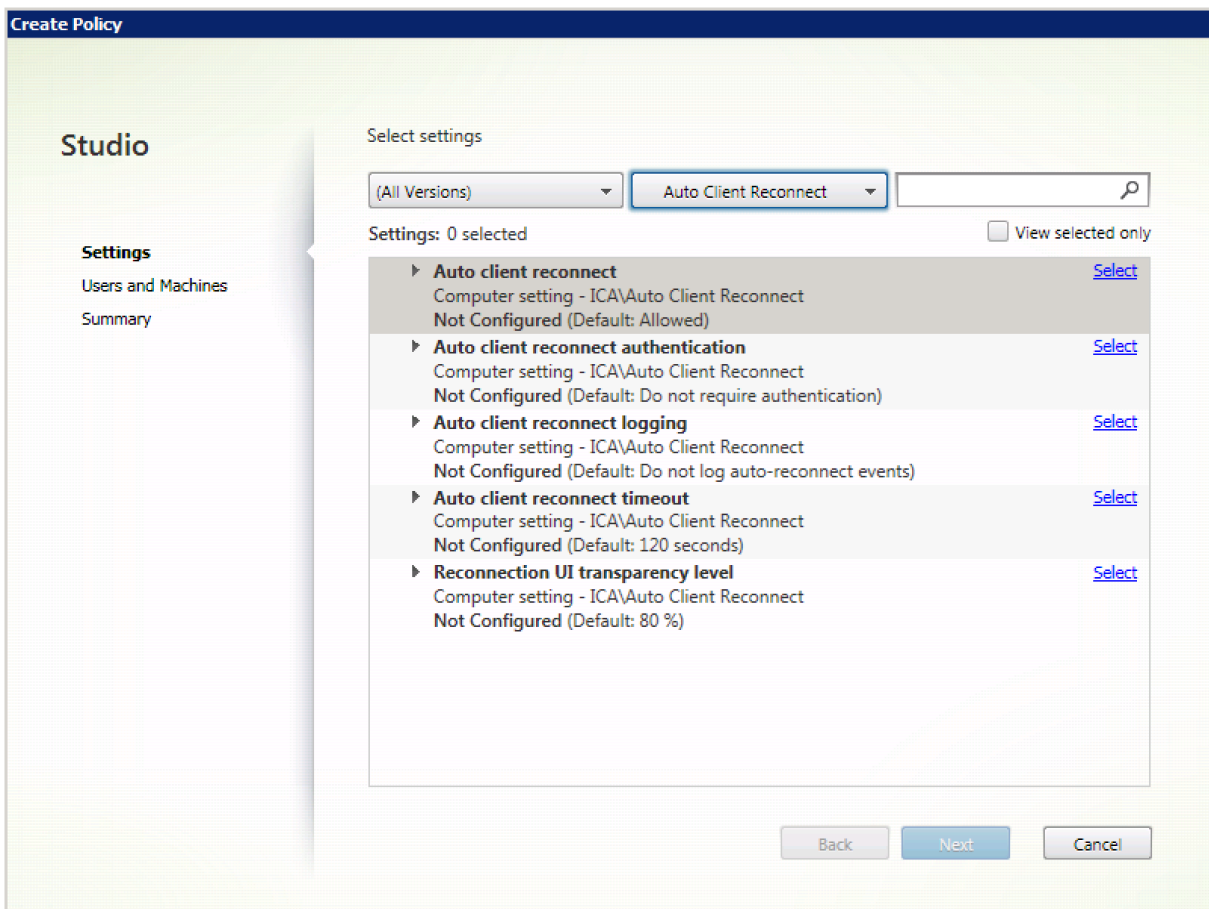 Create Policy
Studio
Settings
Users and Machines
Summary
Select settings
(All Versions)
Auto Client Reconnect
Settings: 0 selected
View selected only
Auto client reconnect Select
Computer setting - ICA\Auto Client Reconnect
Not Configured (Default: Allowed)
Auto client reconnect authentication Select
Computer setting - ICA\Auto Client Reconnect
Not Configured (Default: Do not require authentication)
Auto client reconnect logging Select
Computer setting - ICA\Auto Client Reconnect
Not Configured (Default: Do not log auto-reconnect events)
Auto client reconnect timeout Select
Computer setting - ICA\Auto Client Reconnect
Not Configured (Default: 120 seconds)
Reconnection UI transparency level Select
Computer setting - ICA\Auto Client Reconnect
Not Configured (Default: 80 %)
Back Next Cancel